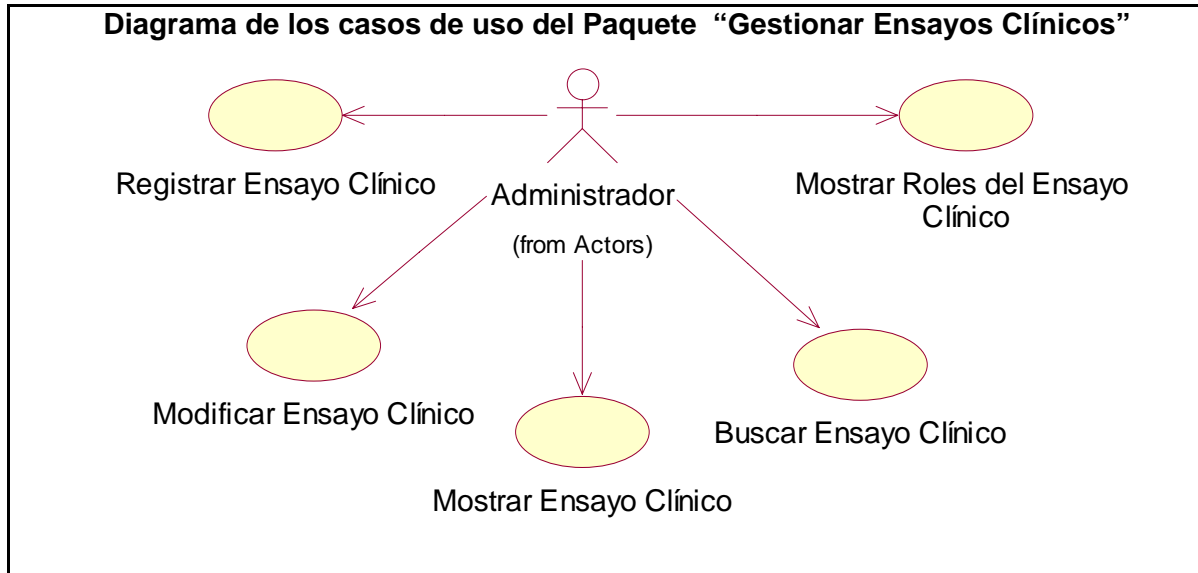 Diagrama de los casos de uso del Paquete “Gestionar Ensayos Clínicos”
Registrar Ensayo Clínico
Administrador
(from Actors)
Mostrar Roles del Ensayo
Clínico
Modificar Ensayo Clínico
Mostrar Ensayo Clínico
Buscar Ensayo Clínico